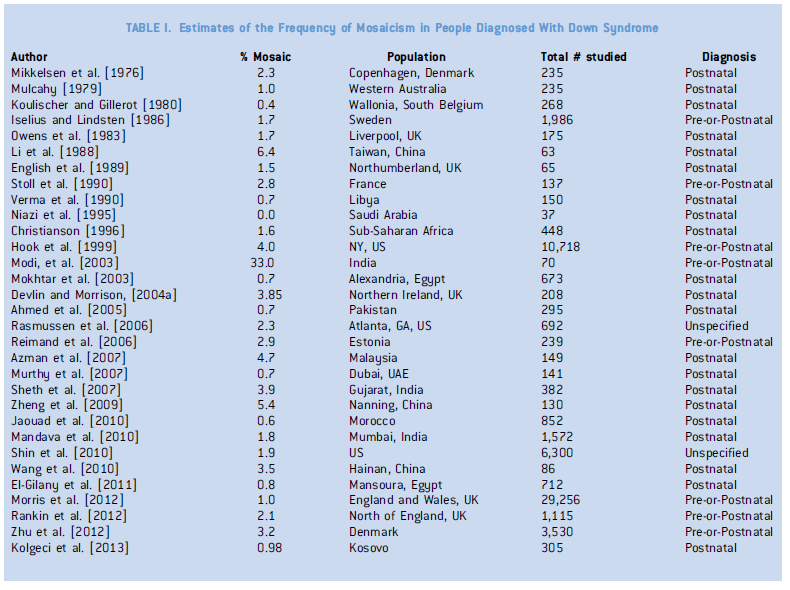 TABLE I. Estimates of the Frequency of Mosaicism in People Diagnosed With Down Syndrome
Author % Mosaic Population Total # studied Diagnosis
Mikkelsen et al. [1976] 2.3 Copenhagen, Denmark 235 Postnatal
Mulcahy [1979] 1.0 Western Australia 235 Postnatal
Koulischer and Gillerot [1980] 0.4 Wallonia, South Belgium 268 Postnatal
Iselius and Lindsten [1986] 1.7 Sweden 1,986 Pre-or-Postnatal
Owens et al. [1983] 1.7 Liverpool, UK 175 Postnatal
Li et al. [1988] 6.4 Taiwan, China 63 Postnatal
English et al. [1989] 1.5 Northumberland, UK 65 Postnatal
Stoll et al. [1990] 2.8 France 137 Pre-or-Postnatal
Verma et al. [1990] 0.7 Libya 150 Postnatal
Niazi et al. [1995] 0.0 Saudi Arabia 37 Postnatal
Christianson [1996] 1.6 Sub-Saharan Africa 448 Postnatal
Hook et al. [1999] 4.0 NY, US 10,718 Pre-or-Postnatal
Modi, et al. [2003] 33.0 India 70 Pre-or-Postnatal
Mokhtar et al. [2003] 0.7 Alexandria, Egypt 673 Postnatal
Devlin and Morrison, [2004a] 3.85 Northern Ireland, UK 208 Postnatal
Ahmed et al. [2005] 0.7 Pakistan 295 Postnatal
Rasmussen et al. [2006] 2.3 Atlanta, GA, US 692 Unspecified
Reimand et al. [2006] 2.9 Estonia 239 Pre-or-Postnatal
Azman et al. [2007] 4.7 Malaysia 149 Postnatal
Murthy et al. [2007] 0.7 Dubai, UAE 141 Postnatal
Sheth et al. [2007] 3.9 Gujarat, India 382 Postnatal
Zheng et al. [2009] 5.4 Nanning, China 130 Postnatal
Jaouad et al. [2010] 0.6 Morocco 852 Postnatal
Mandava et al. [2010] 1.8 Mumbai, India 1,572 Postnatal
Shin et al. [2010] 1.9 US 6,300 Unspecified
Wang et al. [2010] 3.5 Hainan, China 86 Postnatal
El-Gilany et al. [2011] 0.8 Mansoura, Egypt 712 Postnatal
Morris et al. [2012] 1.0 England and Wales, UK 29,256 Pre-or-Postnatal
Rankin et al. [2012] 2.1 North of England, UK 1,115 Pre-or-Postnatal
Zhu et al. [2012] 3.2 Denmark 3,530 Pre-or-Postnatal
Kolgeci et al. [2013] 0.98 Kosovo 305 Postnatal